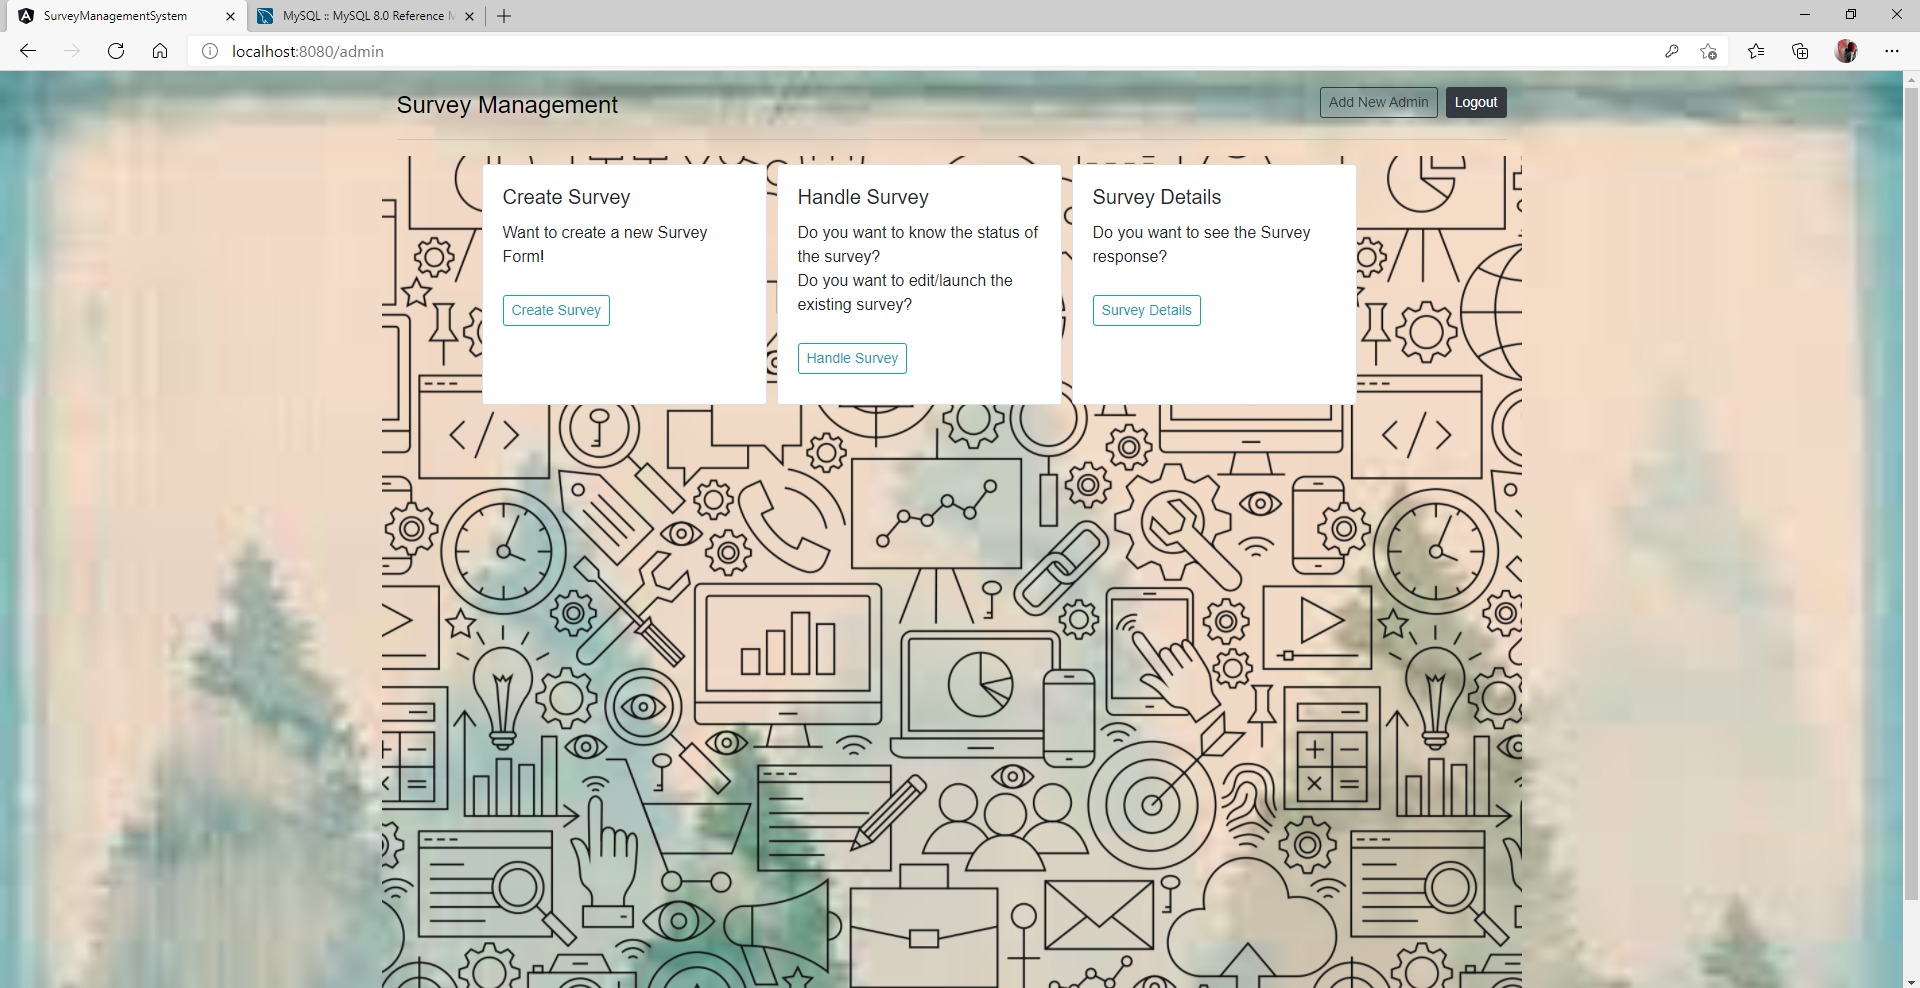 SurveyManagementSystem
MySQL :: MySQL 8.0 Reference
localhost:8080/admin
Survey Management
Add New Admin
Logout
Create Survey
Want to create a new Survey
Form!
Create Survey
Handle Survey
Do you want to know the status of
the survey?
Do you want to edit/launch the
existing survey?
Handle Survey
Survey Details
Do you want to see the Survey
response?
Survey Details